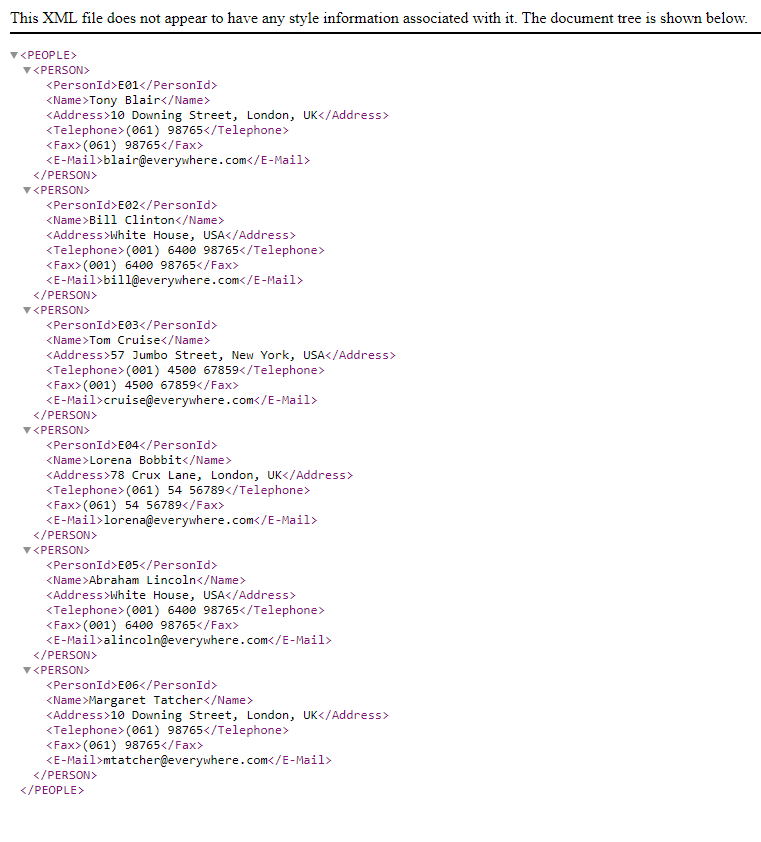 This XML file does not appear to have any style information associated with it. The document tree is shown below.
▼<PEOPLE>
▼<PERSON>
<PersonId>E01</PersonId>
<Name>Tony Blair</Name>
<Address>10 Downing Street, London, UK</Address>
<Telephone>(061) 98765</Telephone>
<Fax>(061) 98765</Fax>
<E-Mail>blair@everywhere.com</E-Mail>
</PERSON>
▼<PERSON>
<PersonId>E02</PersonId>
<Name>Bill Clinton</Name>
<Address>White House, USA</Address>
<Telephone>(001) 6400 98765</Telephone>
<Fax>(001) 6400 98765</Fax>
<E-Mail>bill@everywhere.com</E-Mail>
</PERSON>
▼<PERSON>
<PersonId>E03</PersonId>
<Name>Tom Cruise</Name>
<Address>57 Jumbo Street, New York, USA</Address>
<Telephone>(001) 4500 67859</Telephone>
<Fax>(001) 4500 67859</Fax>
<E-Mail>cruise@everywhere.com</E-Mail>
</PERSON>
▼<PERSON>
<PersonId>E04</PersonId>
<Name>Lorena Bobbit</Name>
<Address>78 Crux Lane, London, UK</Address>
<Telephone>(061) 54 56789</Telephone>
<Fax>(061) 54 56789</Fax>
<E-Mail>lorena@everywhere.com</E-Mail>
</PERSON>
▼<PERSON>
<PersonId>E05</PersonId>
<Name>Abraham Lincoln</Name>
<Address>White House, USA</Address>
<Telephone>(001) 6400 98765</Telephone>
<Fax>(001) 6400 98765</Fax>
<E-Mail>alincoln@everywhere.com</E-Mail>
</PERSON>
▼<PERSON>
<PersonId>E06</PersonId>
<Name>Margaret Tatcher</Name>
<Address>10 Downing Street, London, UK</Address>
<Telephone>(061) 98765</Telephone>
<Fax>(061) 98765</Fax>
<E-Mail>mtatcher@everywhere.com</E-Mail>
</PERSON>
</PEOPLE>